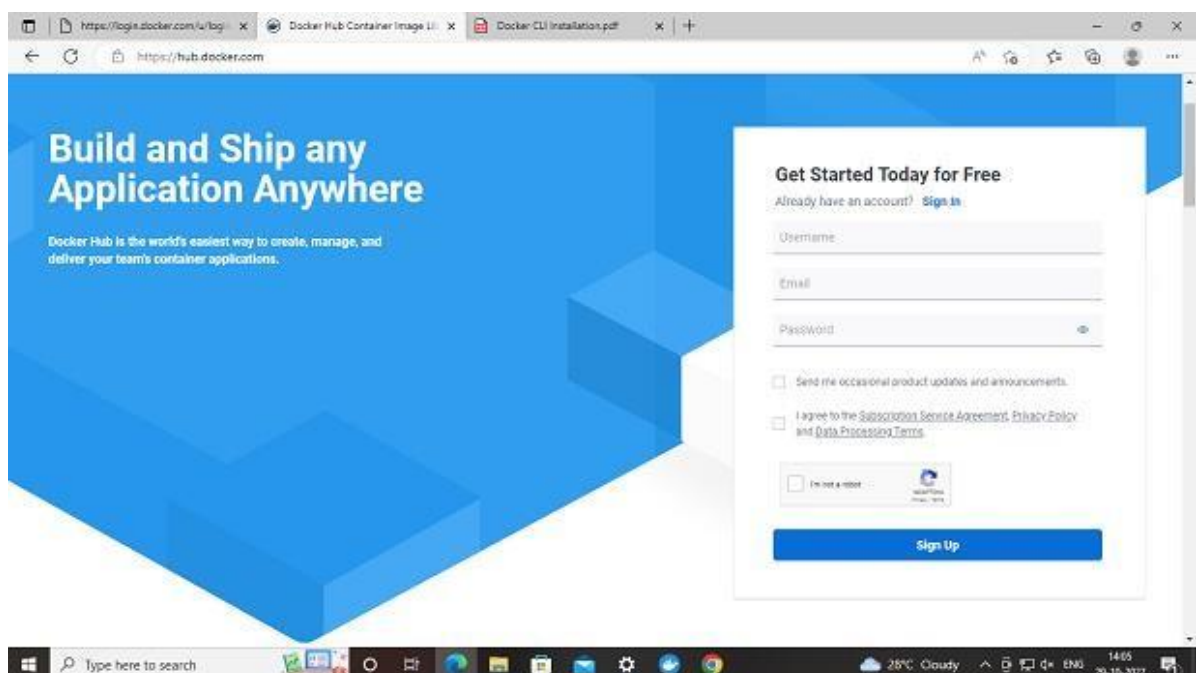 https://login.docker.com/u/logi
Docker Hub Container Image Li
Docker CLI Installation.pdf
https://hub.docker.com
Build and Ship any
Application Anywhere
Docker Hub is the world's easiest way to create, manage, and
deliver your team's container applications.
Get Started Today for Free
Already have an account? Sign In
Username
Email
Password
Send me occasional product updates and announcements.
I agree to the Subscription Service Agreement, Privacy Policy
and Data Processing Terms.
I'm not a robot
reCAPTCHA
Privacy - Terms
Sign Up
Type here to search
28°C Cloudy
ENG
14:05